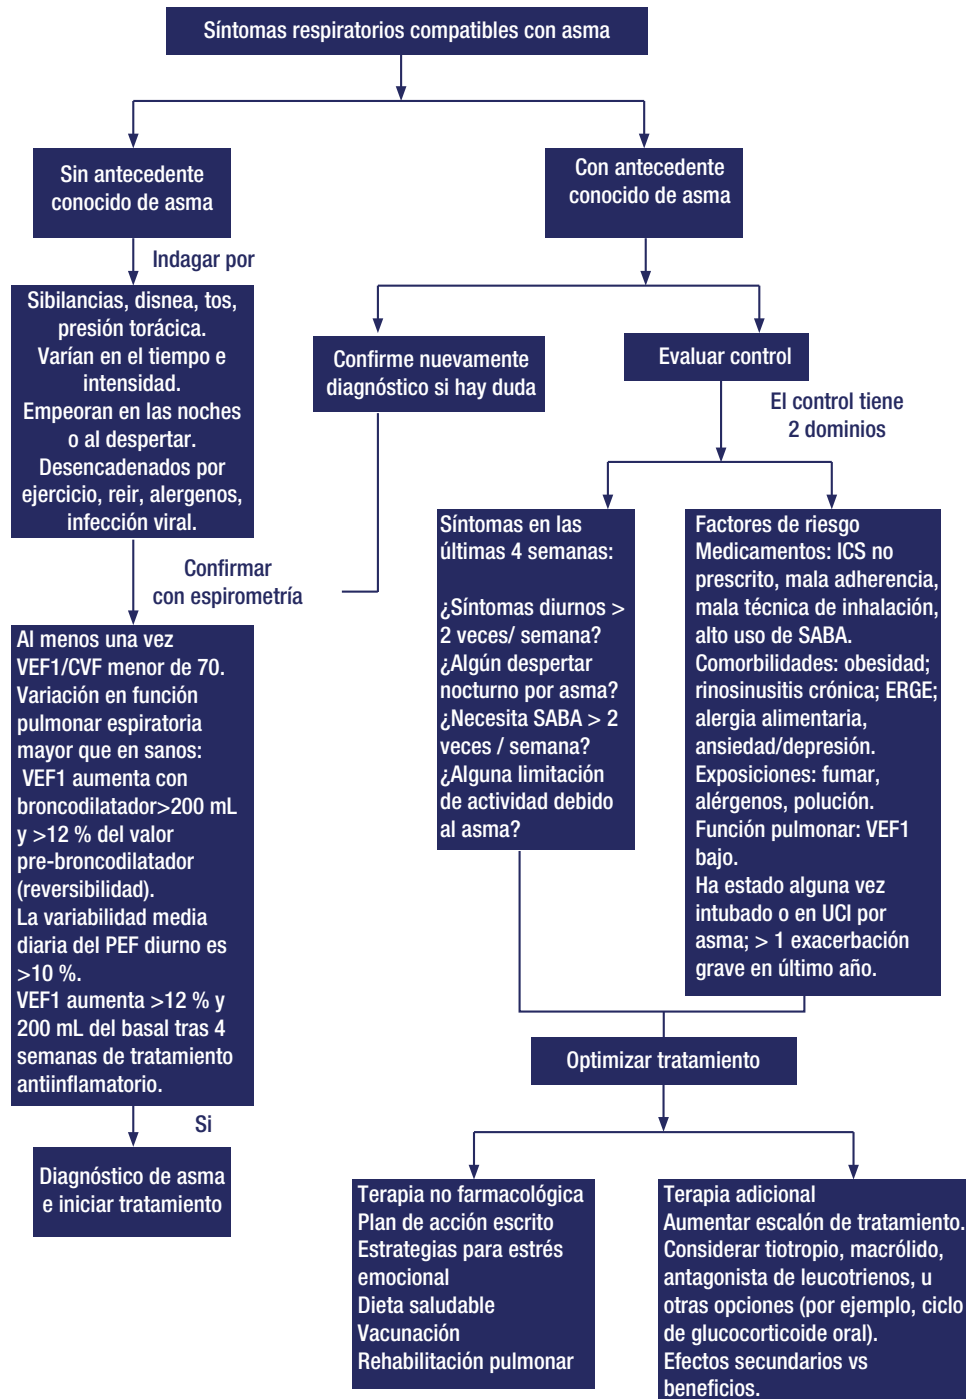 Síntomas respiratorios compatibles con asma
Sin antecedente
conocido de asma
Con antecedente
conocido de asma
Indagar por
Sibilancias, disnea, tos,
presión torácica.
Varían en el tiempo e
intensidad.
Empeoran en las noches
o al despertar.
Desencadenados por
ejercicio, reir, alergenos,
infección viral.
Confirme nuevamente
diagnóstico si hay duda
Evaluar control
El control tiene
2 dominios
Confirmar
con espirometría
Al menos una vez
VEF1/CVF menor de 70.
Variación en función
pulmonar espiratoria
mayor que en sanos:
VEF1 aumenta con
broncodilatador>200 mL
y >12 % del valor
pre-broncodilatador
(reversibilidad).
La variabilidad media
diaria del PEF diurno es
>10 %.
VEF1 aumenta >12 % y
200 mL del basal tras 4
semanas de tratamiento
antiinflamatorio.
Si
Diagnóstico de asma
e iniciar tratamiento
Síntomas en las
últimas 4 semanas:
¿Síntomas diurnos >
2 veces/ semana?
¿Algún despertar
nocturno por asma?
¿Necesita SABA > 2
veces / semana?
¿Alguna limitación
de actividad debido
al asma?
Factores de riesgo
Medicamentos: ICS no
prescrito, mala adherencia,
mala técnica de inhalación,
alto uso de SABA.
Comorbilidades: obesidad;
rinosinusitis crónica; ERGE;
alergia alimentaria,
ansiedad/depresión.
Exposiciones: fumar,
alérgenos, polución.
Función pulmonar: VEF1
bajo.
Ha estado alguna vez
intubado o en UCI por
asma; > 1 exacerbación
grave en último año.
Optimizar tratamiento
Terapia no farmacológica
Plan de acción escrito
Estrategias para estrés
emocional
Dieta saludable
Vacunación
Rehabilitación pulmonar
Terapia adicional
Aumentar escalón de tratamiento.
Considerar tiotropio, macrólido,
antagonista de leucotrienos, u
otras opciones (por ejemplo, ciclo
de glucocorticoide oral).
Efectos secundarios vs
beneficios.